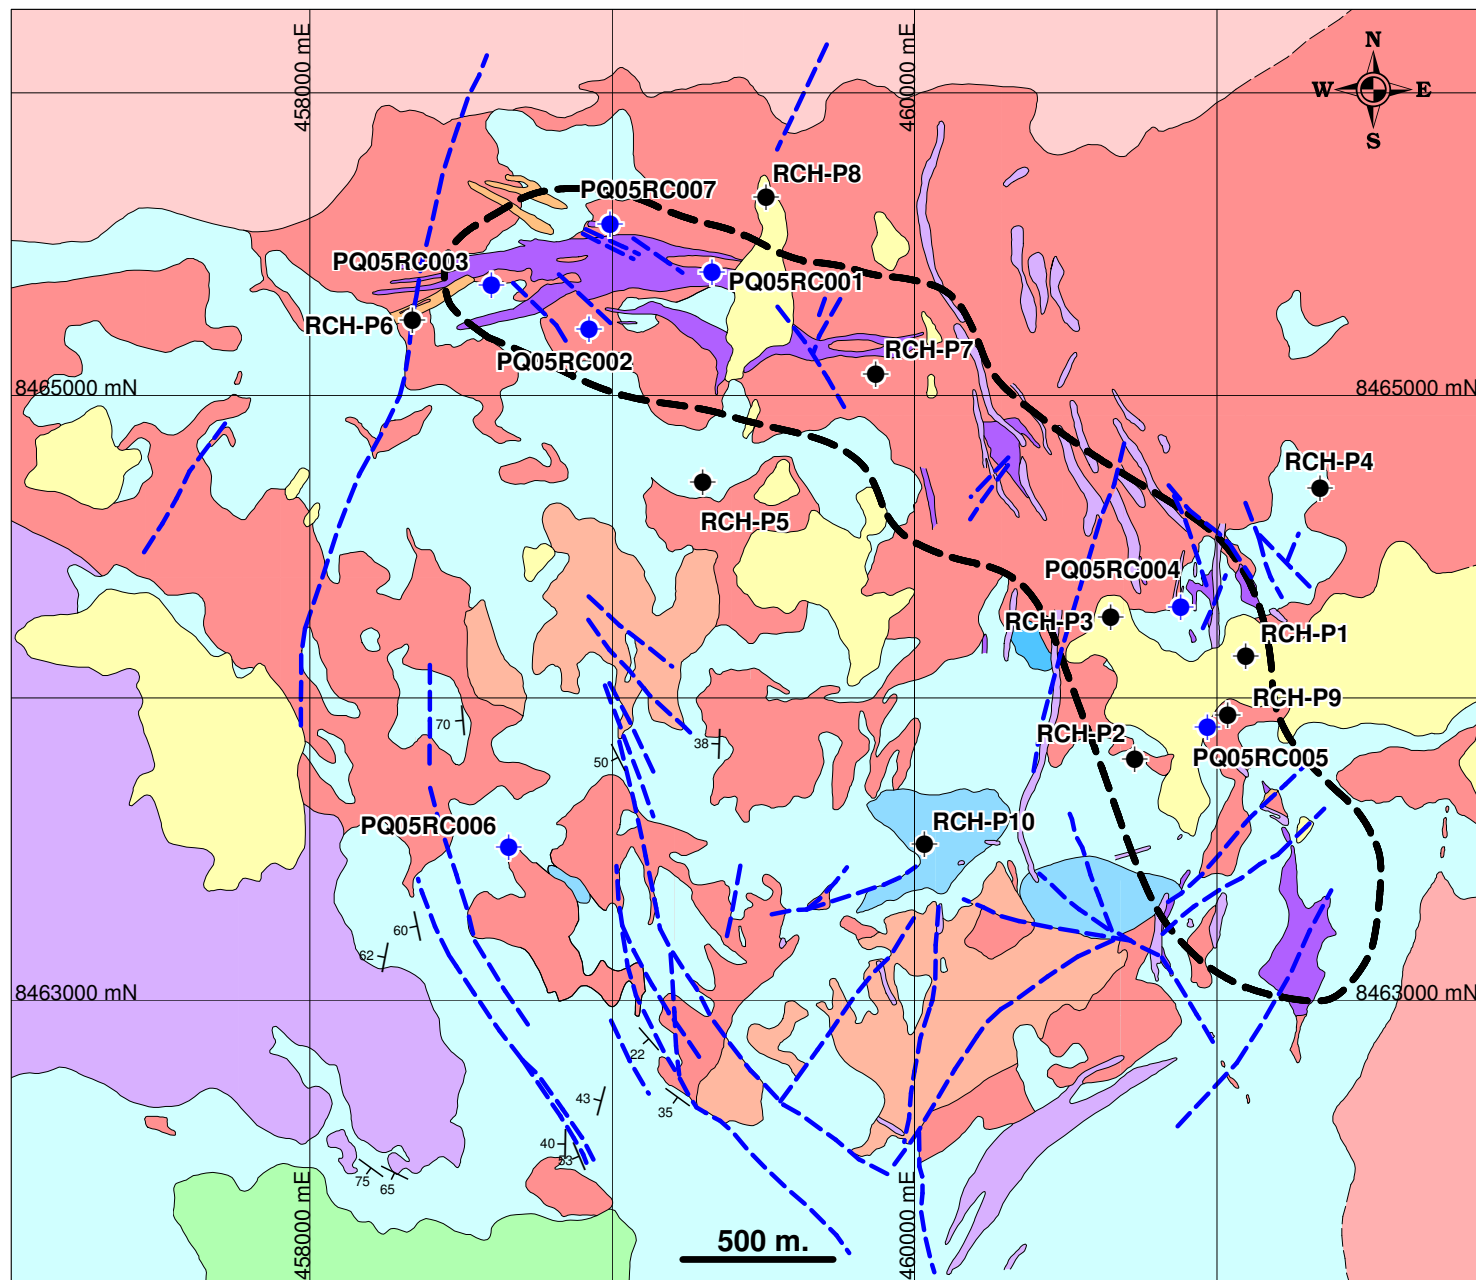 458000 mE
460000 mE
N
W
E
S
RCH-P8
PQ05RC007
PQ05RC003
PQ05RC001
RCH-P6
PQ05RC002
RCH-P7
8465000 mN
8465000 mN
RCH-P4
RCH-P5
PQ05RC004
RCH-P3
RCH-P1
RCH-P9
70
38
RCH-P2
50
PQ05RC005
PQ05RC006
RCH-P10
60
62
8463000 mN
8463000 mN
22
43
35
40
53
75
65
458000 mE
460000 mE
500 m.